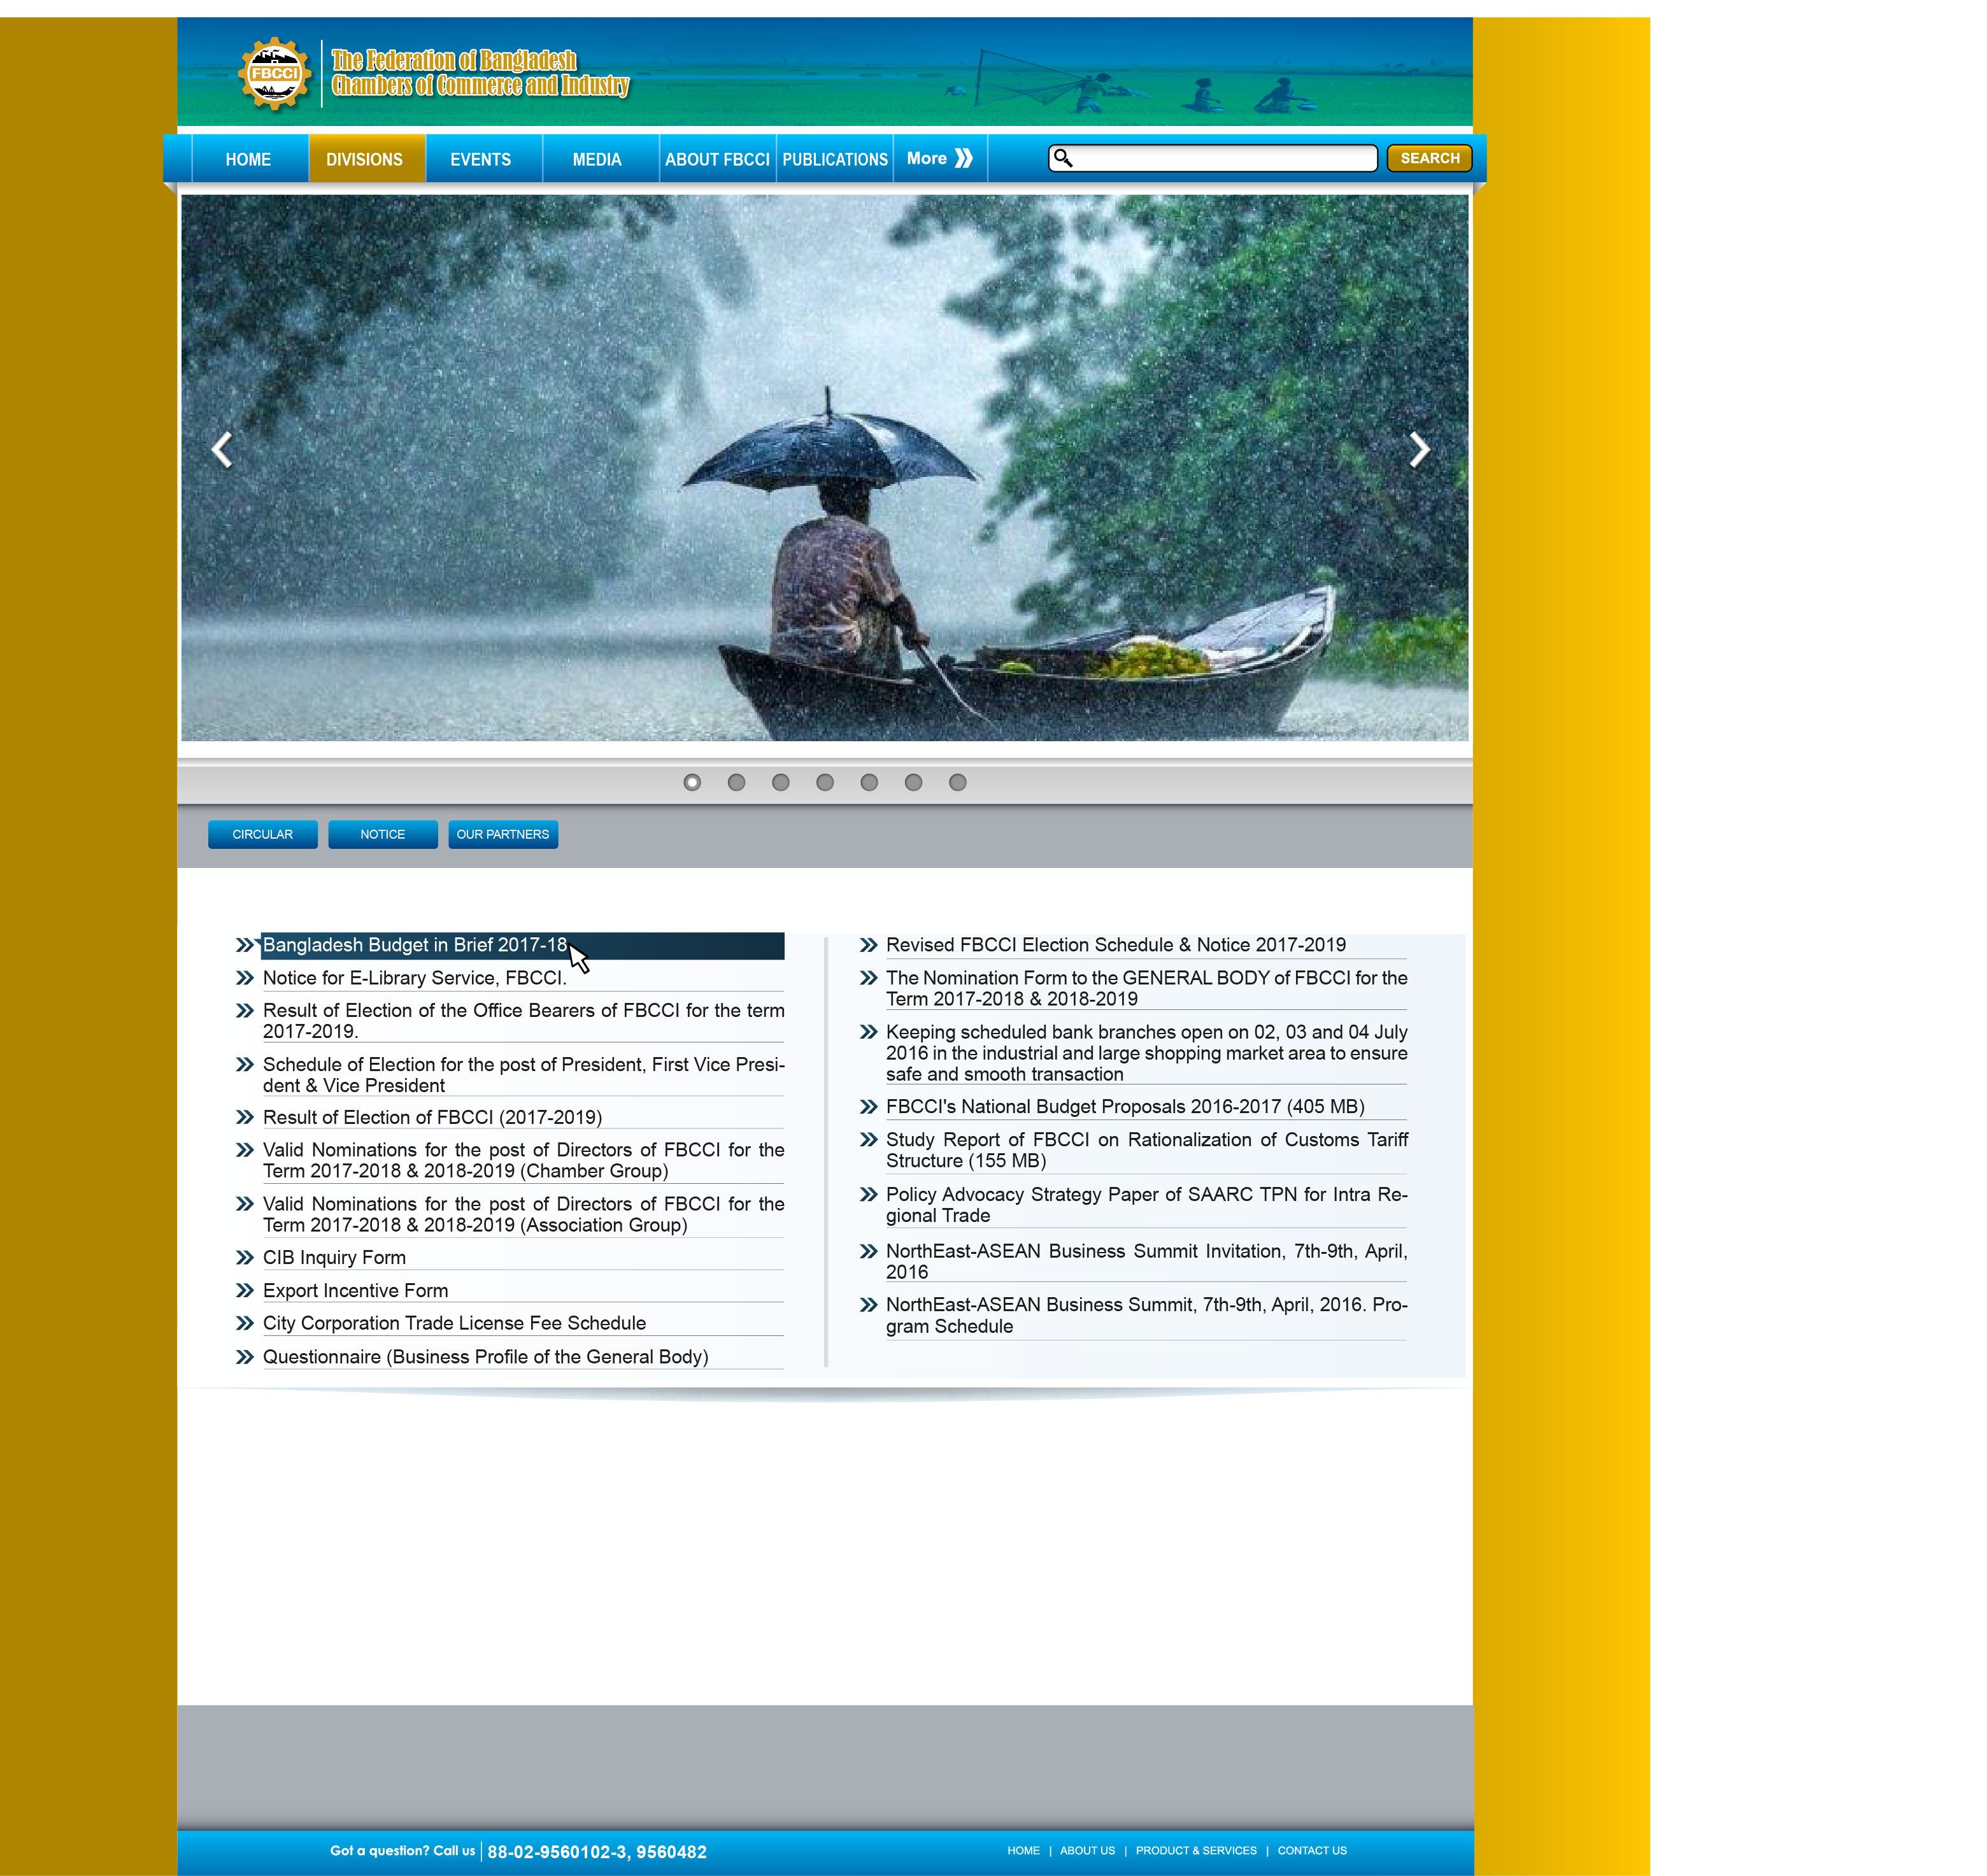 FBCCI
The Federation of Bangladesh
Chambers of Commerce and Industry
HOME
DIVISIONS
EVENTS
MEDIA
ABOUT FBCCI
PUBLICATIONS
More
SEARCH
CIRCULAR
NOTICE
OUR PARTNERS
Bangladesh Budget in Brief 2017-18
Notice for E-Library Service, FBCCI.
Result of Election of the Office Bearers of FBCCI for the term
2017-2019.
Schedule of Election for the post of President, First Vice Presi-
dent & Vice President
Result of Election of FBCCI (2017-2019)
Valid Nominations for the post of Directors of FBCCI for the
Term 2017-2018 & 2018-2019 (Chamber Group)
Valid Nominations for the post of Directors of FBCCI for the
Term 2017-2018 & 2018-2019 (Association Group)
CIB Inquiry Form
Export Incentive Form
City Corporation Trade License Fee Schedule
Questionnaire (Business Profile of the General Body)
Revised FBCCI Election Schedule & Notice 2017-2019
The Nomination Form to the GENERAL BODY of FBCCI for the
Term 2017-2018 & 2018-2019
Keeping scheduled bank branches open on 02, 03 and 04 July
2016 in the industrial and large shopping market area to ensure
safe and smooth transaction
FBCCI's National Budget Proposals 2016-2017 (405 MB)
Study Report of FBCCI on Rationalization of Customs Tariff
Structure (155 MB)
Policy Advocacy Strategy Paper of SAARC TPN for Intra Re-
gional Trade
NorthEast-ASEAN Business Summit Invitation, 7th-9th, April,
2016
NorthEast-ASEAN Business Summit, 7th-9th, April, 2016. Pro-
gram Schedule
Got a question? Call us | 88-02-9560102-3, 9560482
HOME | ABOUT US | PRODUCT & SERVICES | CONTACT US